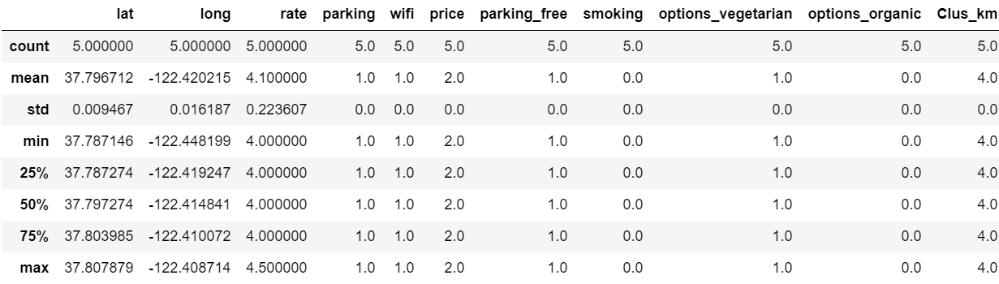 lat long rate parking wifi price parking_free smoking options_vegetarian options_organic Clus_km
count 5.000000 5.000000 5.000000 5.0 5.0 5.0 5.0 5.0 5.0 5.0 5.0
mean 37.796712 -122.420215 4.100000 1.0 1.0 2.0 1.0 0.0 1.0 0.0 4.0
std 0.009467 0.016187 0.223607 0.0 0.0 0.0 0.0 0.0 0.0 0.0 0.0
min 37.787146 -122.448199 4.000000 1.0 1.0 2.0 1.0 0.0 1.0 0.0 4.0
25% 37.787274 -122.419247 4.000000 1.0 1.0 2.0 1.0 0.0 1.0 0.0 4.0
50% 37.797274 -122.414841 4.000000 1.0 1.0 2.0 1.0 0.0 1.0 0.0 4.0
75% 37.803985 -122.410072 4.000000 1.0 1.0 2.0 1.0 0.0 1.0 0.0 4.0
max 37.807879 -122.408714 4.500000 1.0 1.0 2.0 1.0 0.0 1.0 0.0 4.0